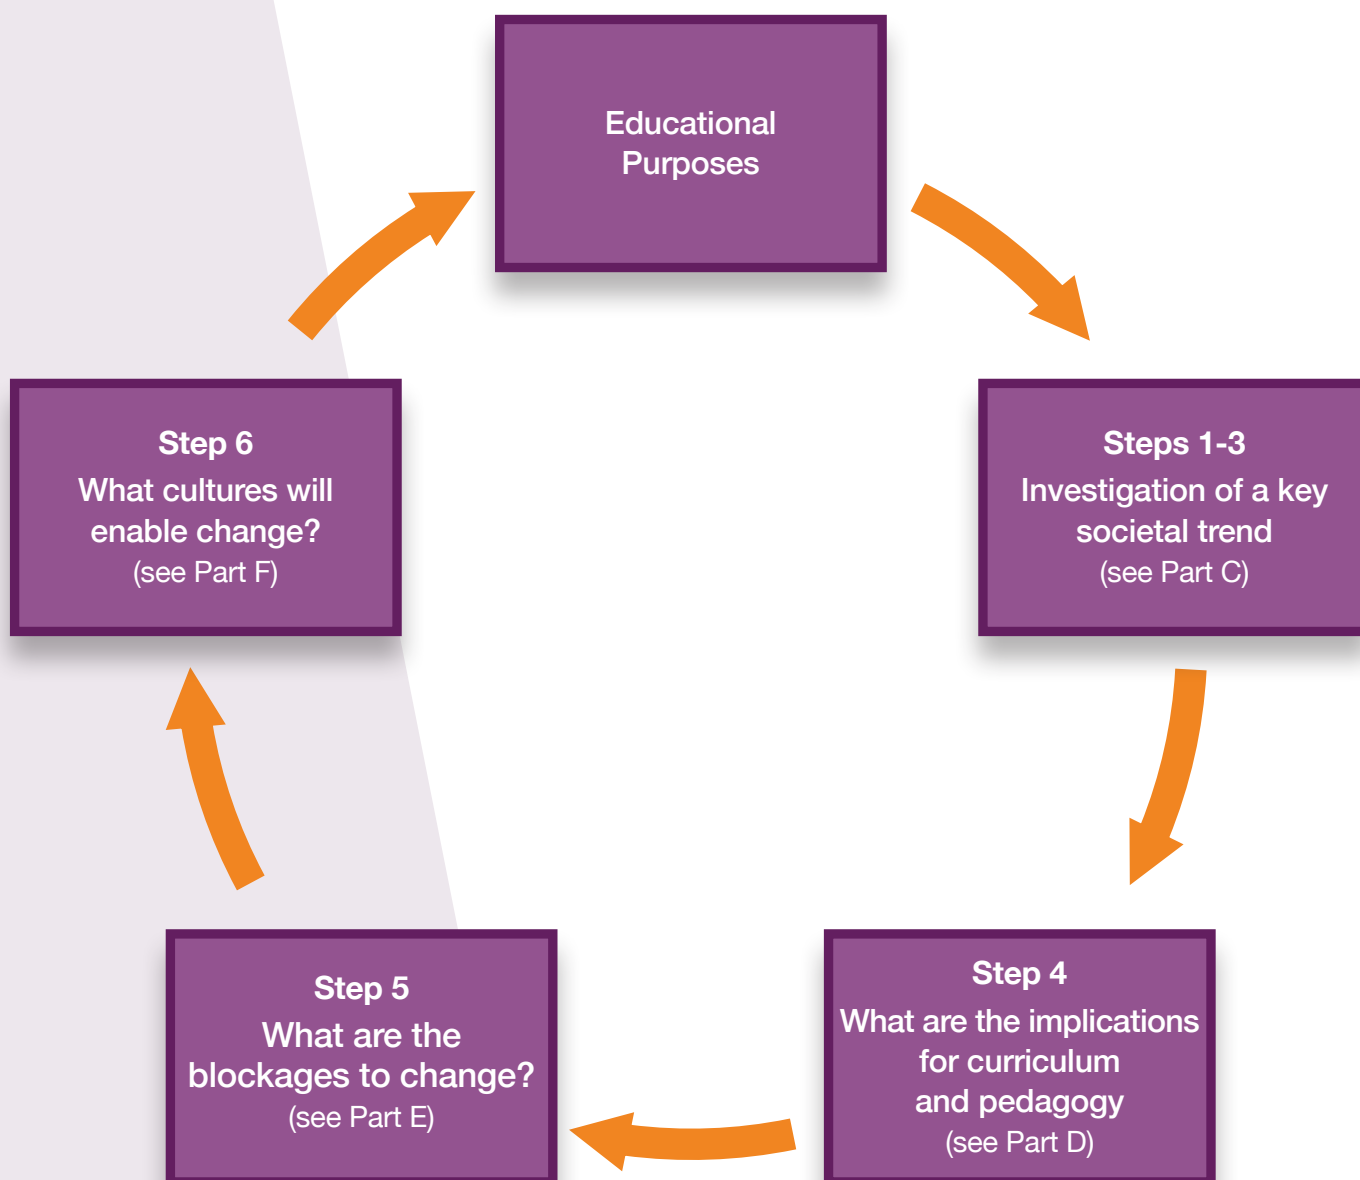 Educational
Purposes
Steps 1-3
Investigation of a key
societal trend
(see Part C)
Step 4
What are the implications
for curriculum
and pedagogy
(see Part D)
Step 5
What are the
blockages to change?
(see Part E)
Step 6
What cultures will
enable change?
(see Part F)